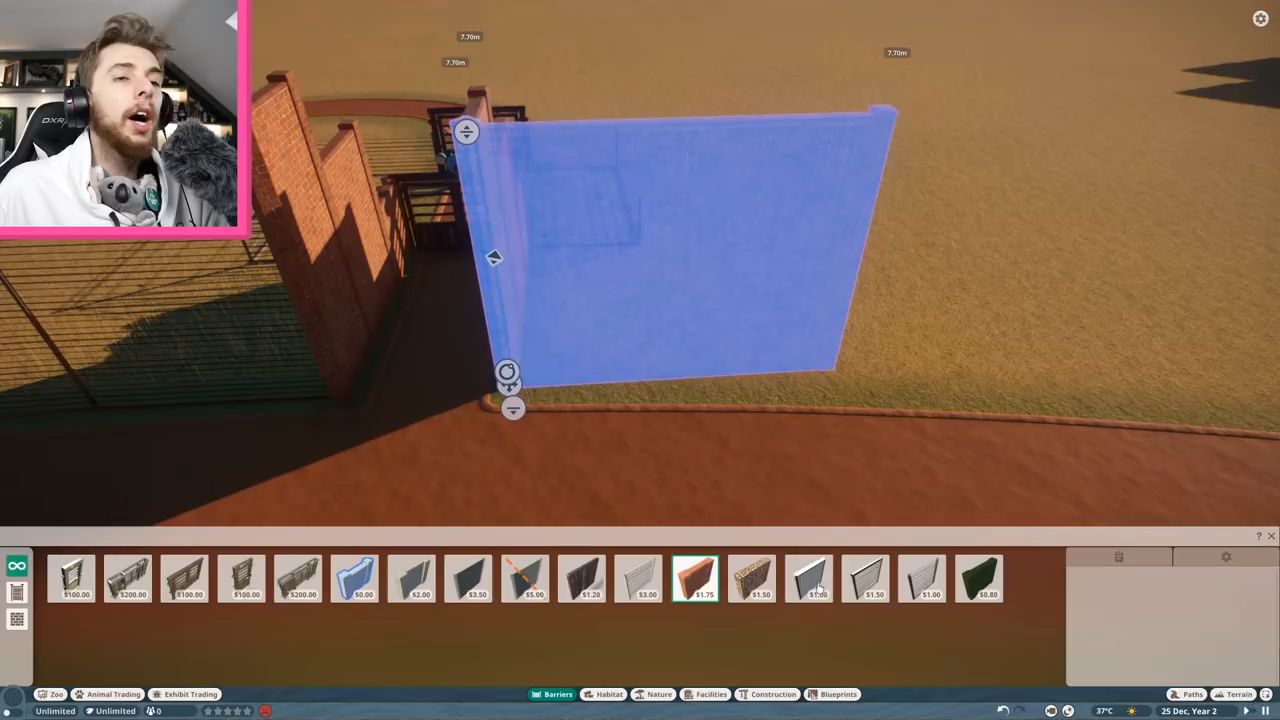 7.70m
7.70m
7.70m
DXR
? ×
$100.00 $200.00 $100.00 $100.00 $200.00 $0.00 $2.00 $3.50 $5.00 $1.20 $3.00 $1.75 $1.50 $1.50 $1.00 $0.80
Zoo Animal Trading Exhibit Trading Barriers Habitat Nature Facilities Construction Blueprints Paths Terrain
Unlimited Unlimited 0 37°C 25 Dec, Year 2